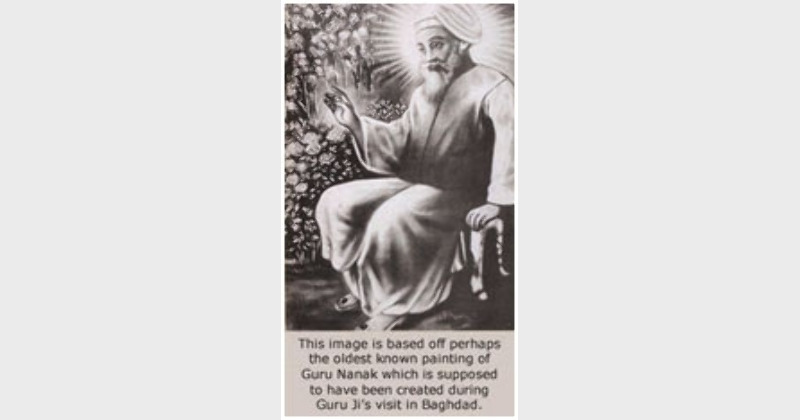 This image is based off perhaps
the oldest known painting of
Guru Nanak which is supposed
to have been created during
Guru Ji's visit in Baghdad.